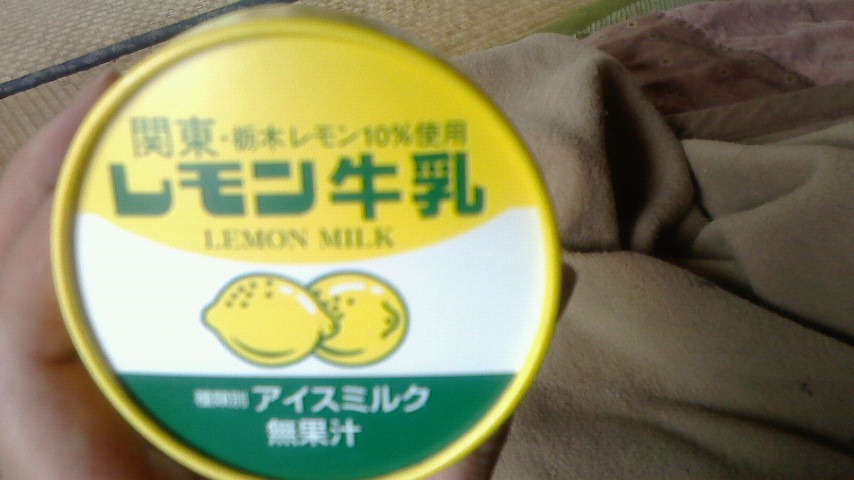 関東・栃木レモン10%使用
レモン牛乳
LEMON MILK
種類別 アイスミルク
無果汁